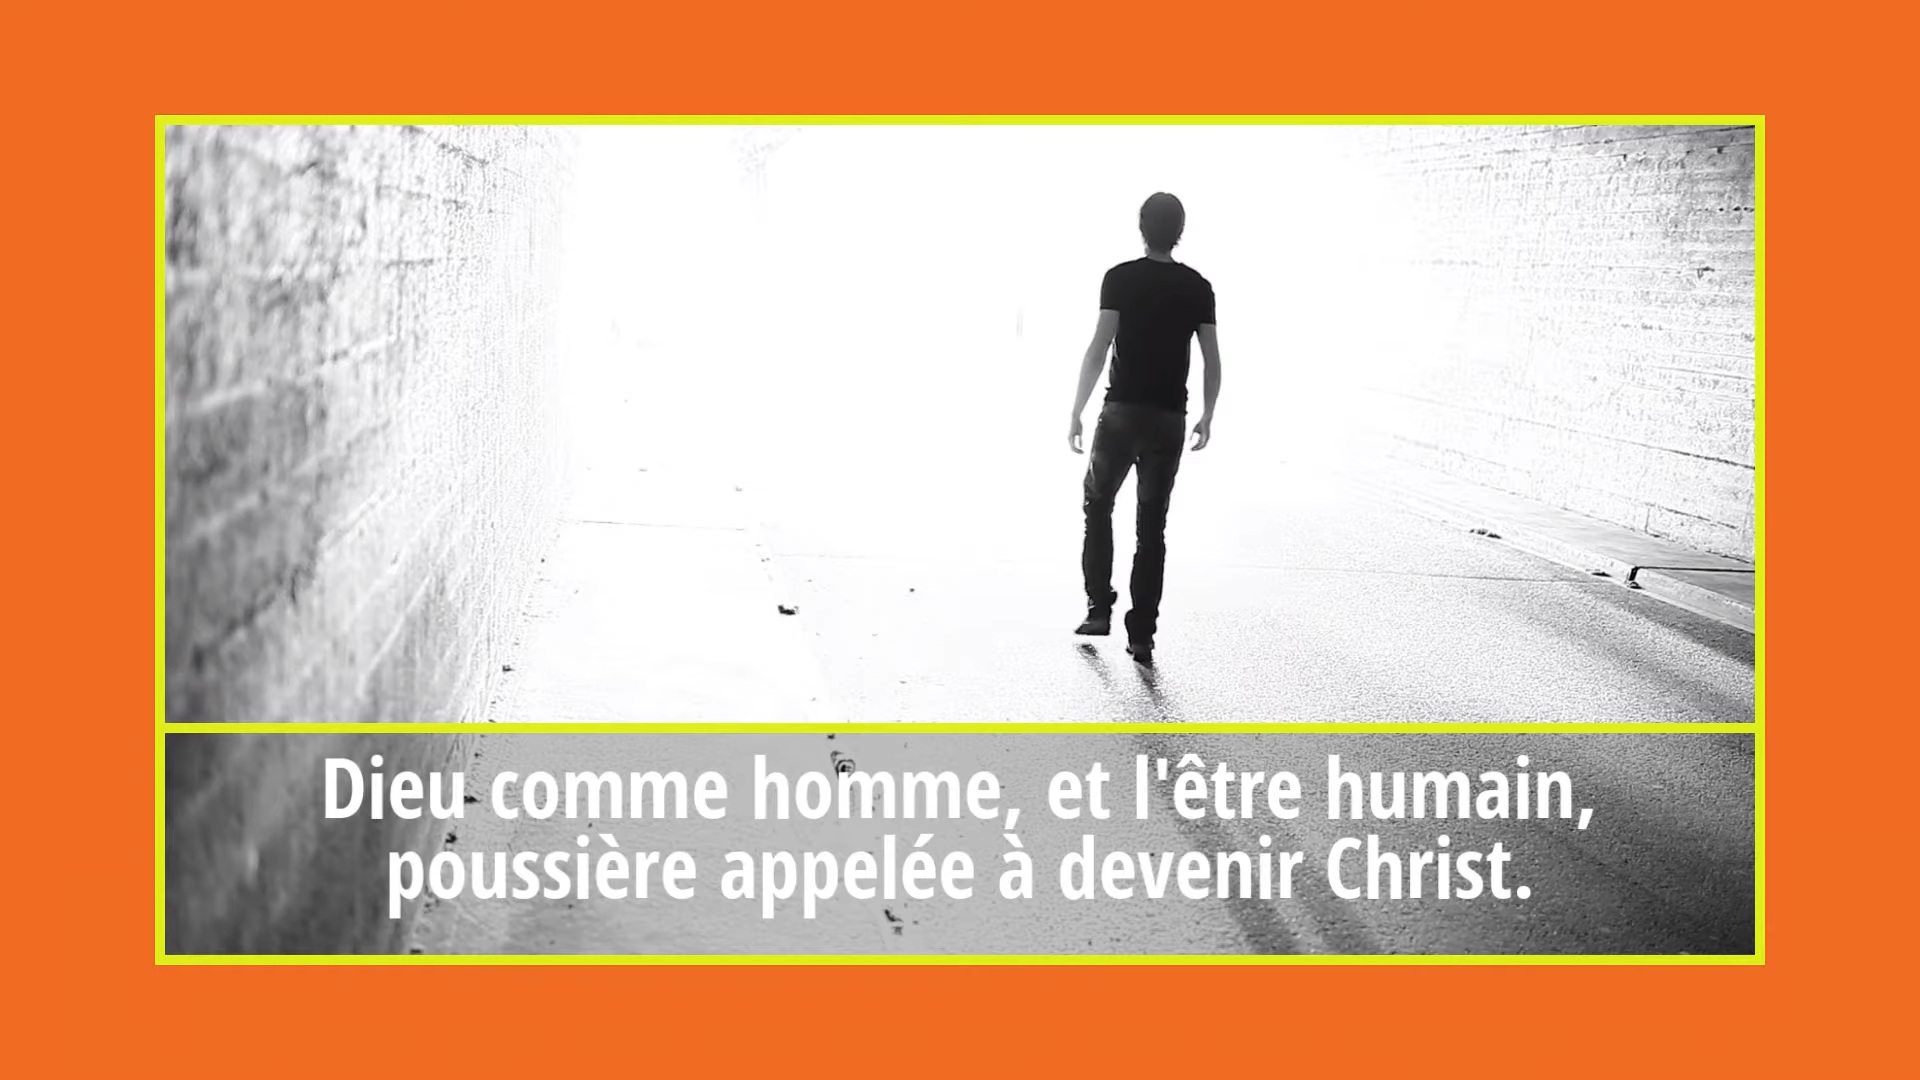 Dieu comme homme, et l'être humain,
poussière appelée à devenir Christ.